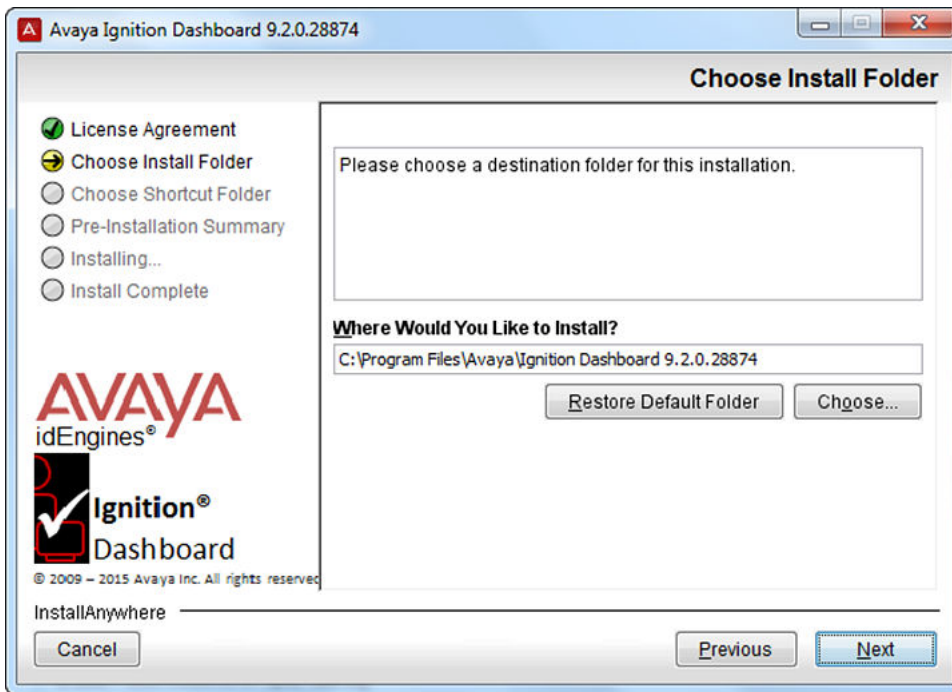 Avaya Ignition Dashboard 9.2.0.28874
Choose Install Folder
License Agreement
Choose Install Folder
Choose Shortcut Folder
Pre-Installation Summary
Installing...
Install Complete
AVAYA
idEngines®
Ignition®
Dashboard
© 2009 – 2015 Avaya Inc. All rights reserved
Please choose a destination folder for this installation.
Where Would You Like to Install?
C:\Program Files\Avaya\Ignition Dashboard 9.2.0.28874
Restore Default Folder
Choose...
InstallAnywhere
Cancel
Previous
Next